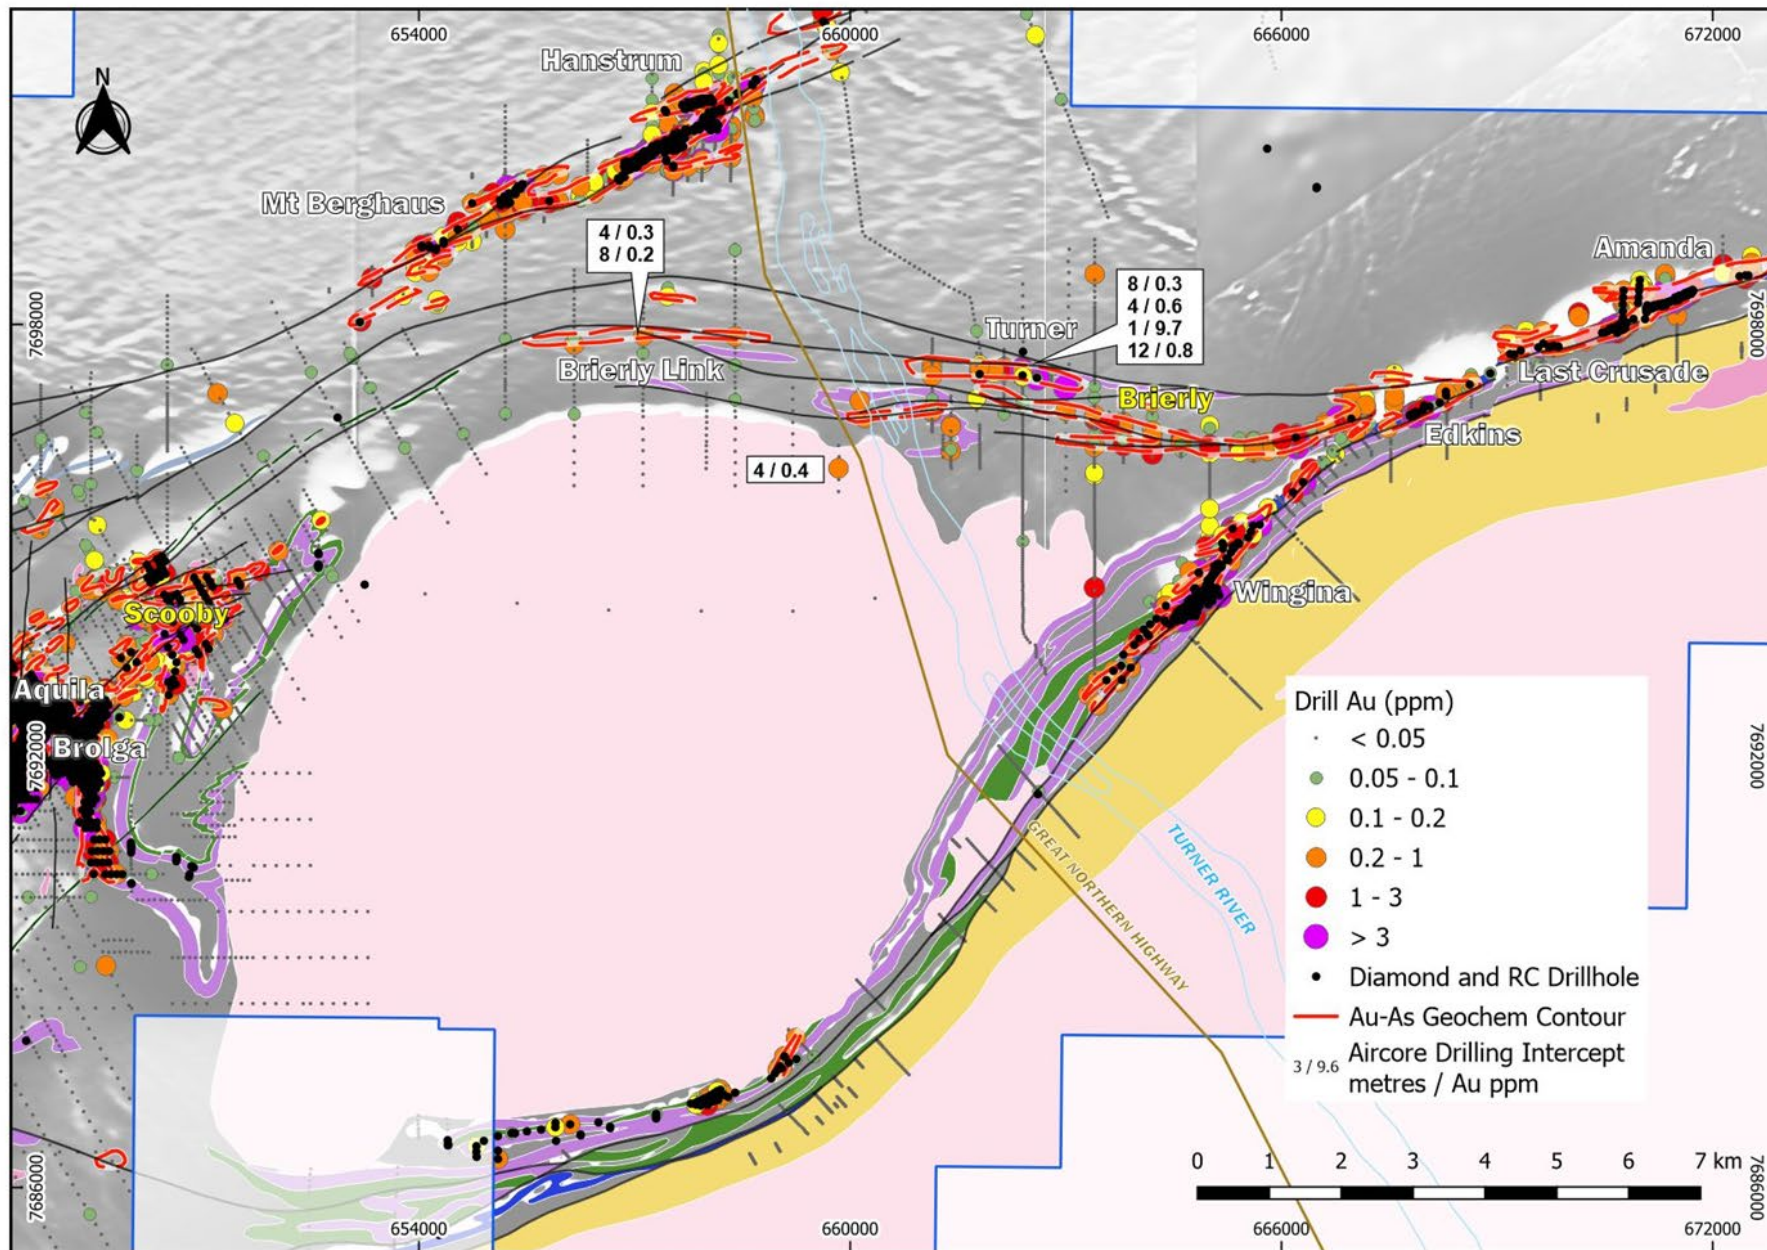 654000
660000
666000
672000
Hanstrum
N
Mt Berghaus
4 / 0.3
8 / 0.2
Amanda
8 / 0.3
4 / 0.6
1 / 9.7
12 / 0.8
7698000
7698000
Turner
Brierly Link
Last Crusade
Brierly
Edkins
4 / 0.4
Wingina
Scooby
Aquila
Brolga
7692000
7692000
Drill Au (ppm)
< 0.05
0.05 - 0.1
0.1 - 0.2
0.2 - 1
1 - 3
> 3
Diamond and RC Drillhole
Au-As Geochem Contour
3 / 9.6 Aircore Drilling Intercept
metres / Au ppm
GREAT NORTHERN HIGHWAY
TURNER RIVER
0 1 2 3 4 5 6 7 km
7686000
7686000
654000
660000
666000
672000